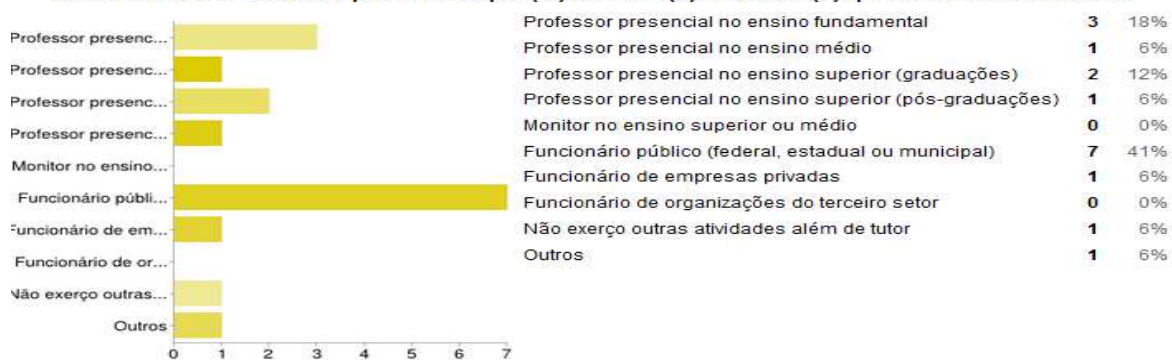 Professor presenc...
Professor presenc...
Professor presenc...
Professor presenc...
Monitor no ensino...
Funcionário públi...
Funcionário de em...
Funcionário de or...
Não exerço outras...
Outros
0 1 2 3 4 5 6 7
Professor presencial no ensino fundamental 3 18%
Professor presencial no ensino médio 1 6%
Professor presencial no ensino superior (graduações) 2 12%
Professor presencial no ensino superior (pós-graduações) 1 6%
Monitor no ensino superior ou médio 0 0%
Funcionário público (federal, estadual ou municipal) 7 41%
Funcionário de empresas privadas 1 6%
Funcionário de organizações do terceiro setor 0 0%
Não exerço outras atividades além de tutor 1 6%
Outros 1 6%